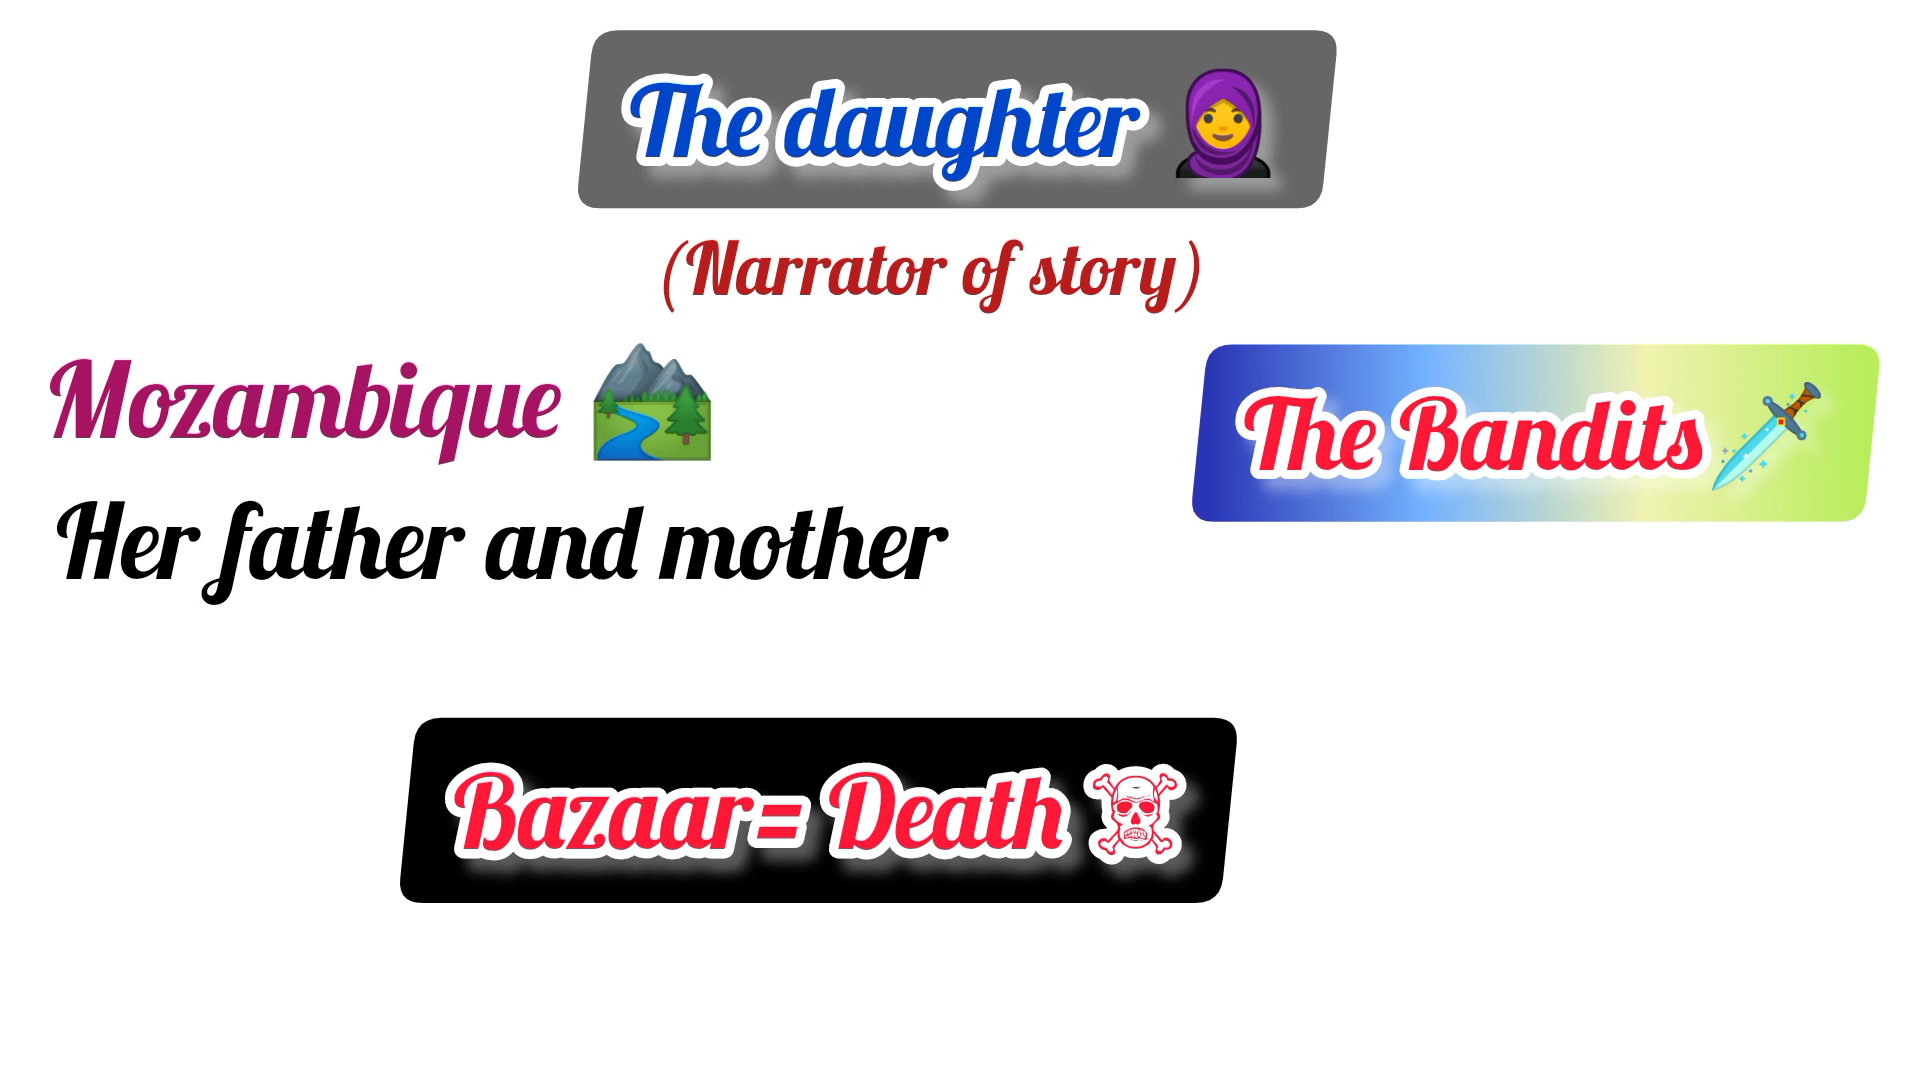 The daughter
(Narrator of story)
Mozambique
The Bandits
Her father and mother
Bazaar= Death